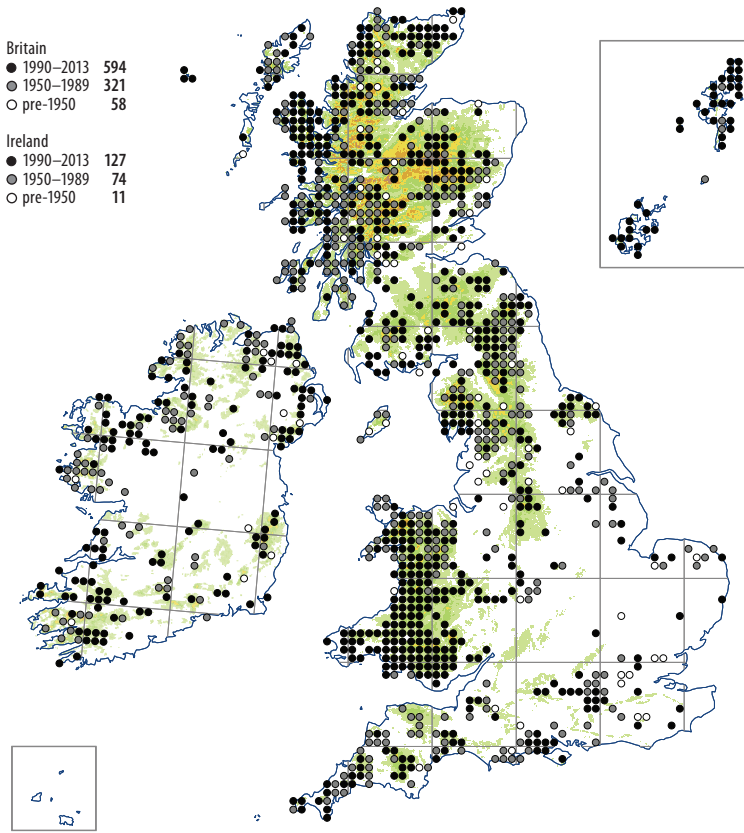 Britain
1990–2013 594
1950–1989 321
pre-1950 58
Ireland
1990–2013 127
1950–1989 74
pre-1950 11